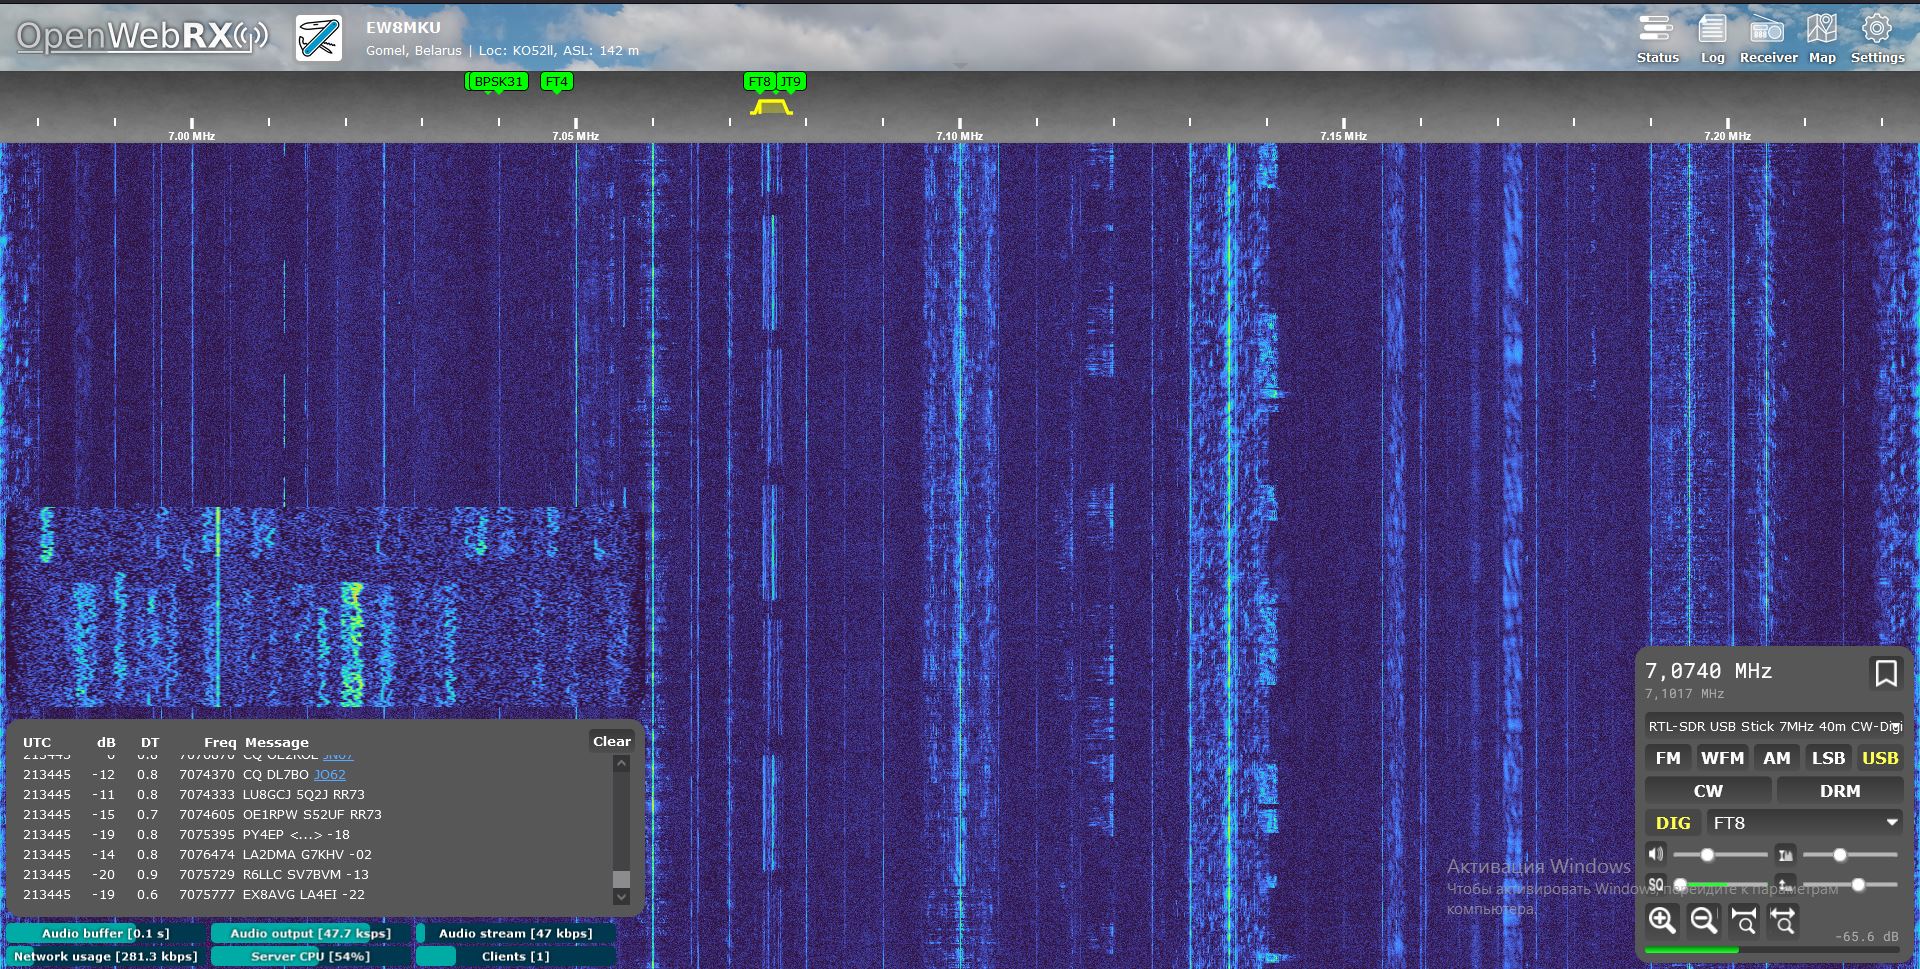 OpenWebRX
EW8MKU
Gomel, Belarus | Loc: KO52ll, ASL: 142 m
Status
Log
Receiver
Map
Settings
BPSK31
FT4
FT8
JT9
7.00 MHz
7.05 MHz
7.10 MHz
7.15 MHz
7.20 MHz
UTC dB DT Freq Message
Clear
213445 -12 0.8 7074370 CQ DL7BO JO62
213445 -11 0.8 7074333 LU8GCJ 5Q2J RR73
213445 -15 0.7 7074605 OE1RPW S52UF RR73
213445 -19 0.8 7075395 PY4EP <...> -18
213445 -14 0.8 7076474 LA2DMA G7KHV -02
213445 -20 0.9 7075729 R6LLC SV7BVM -13
213445 -19 0.6 7075777 EX8AVG LA4EI -22
Audio buffer [0.1 s]
Audio output [47.7 ksps]
Audio stream [47 kbps]
Network usage [281.3 kbps]
Server CPU [54%]
Clients [1]
7,0740 MHz
7,1017 MHz
RTL-SDR USB Stick 7MHz 40m CW-Digi
FM WFM AM LSB USB
CW DRM
DIG FT8
SQ
-65.6 dB
Активация Windows
Чтобы активировать Windows, перейдите к параметрам
компьютера.